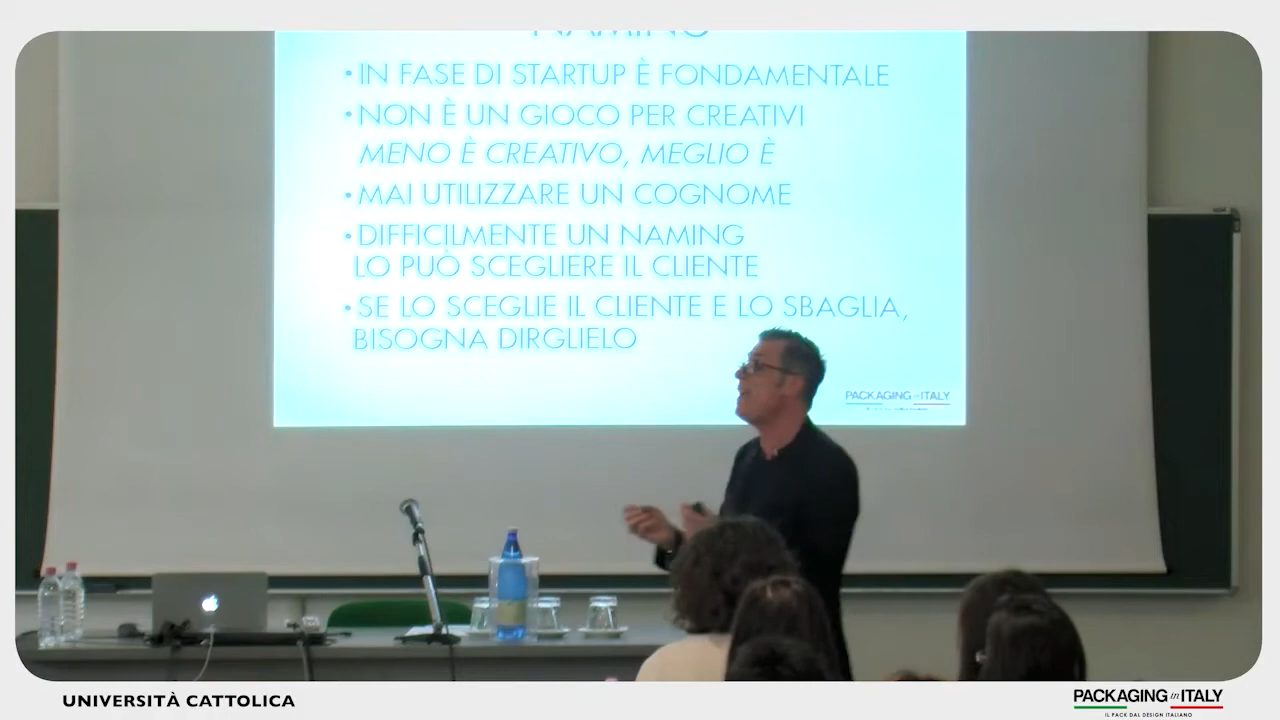 NAMING
• IN FASE DI STARTUP È FONDAMENTALE
• NON È UN GIOCO PER CREATIVI
MENO È CREATIVO, MEGLIO È
• MAI UTILIZZARE UN COGNOME
• DIFFICILMENTE UN NAMING
LO PUÒ SCEGLIERE IL CLIENTE
• SE LO SCEGLIE IL CLIENTE E LO SBAGLIA,
BISOGNA DIRGLIELO
PACKAGING in ITALY
UNIVERSITÀ CATTOLICA
PACKAGING in ITALY
IL PACK DAL DESIGN ITALIANO